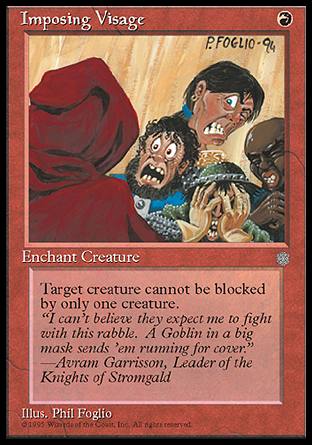 Imposing Visage
P. FOGLIO-94
Enchant Creature
Target creature cannot be blocked
by only one creature.
"I can't believe they expect me to fight
with this rabble. A Goblin in a big
mask sends 'em running for cover."
—Avram Garrisson, Leader of the
Knights of Stromgald
Illus. Phil Foglio
©1995 Wizards of the Coast, Inc. All rights reserved.